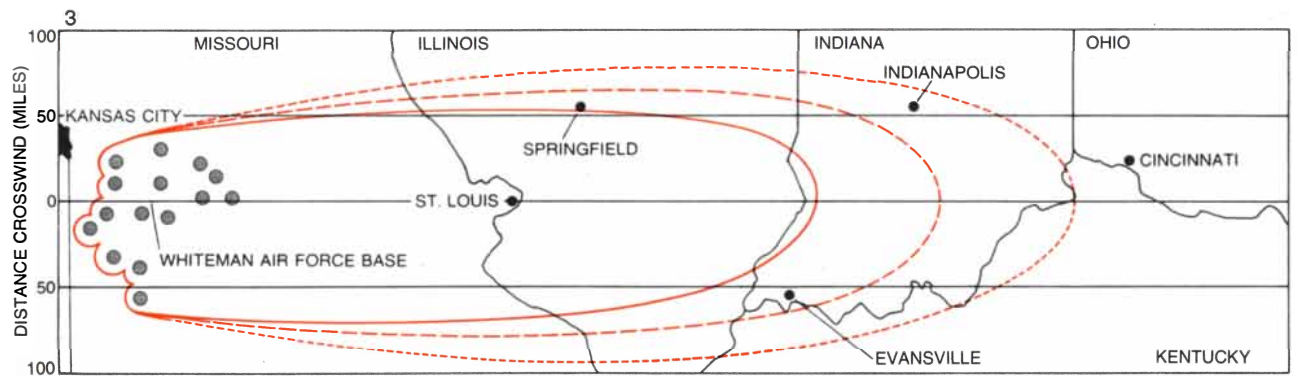 3
100
MISSOURI
ILLINOIS
INDIANA
OHIO
INDIANAPOLIS
50
KANSAS CITY
SPRINGFIELD
CINCINNATI
0
ST. LOUIS
WHITEMAN AIR FORCE BASE
50
EVANSVILLE
KENTUCKY
100
DISTANCE CROSSWIND (MILES)